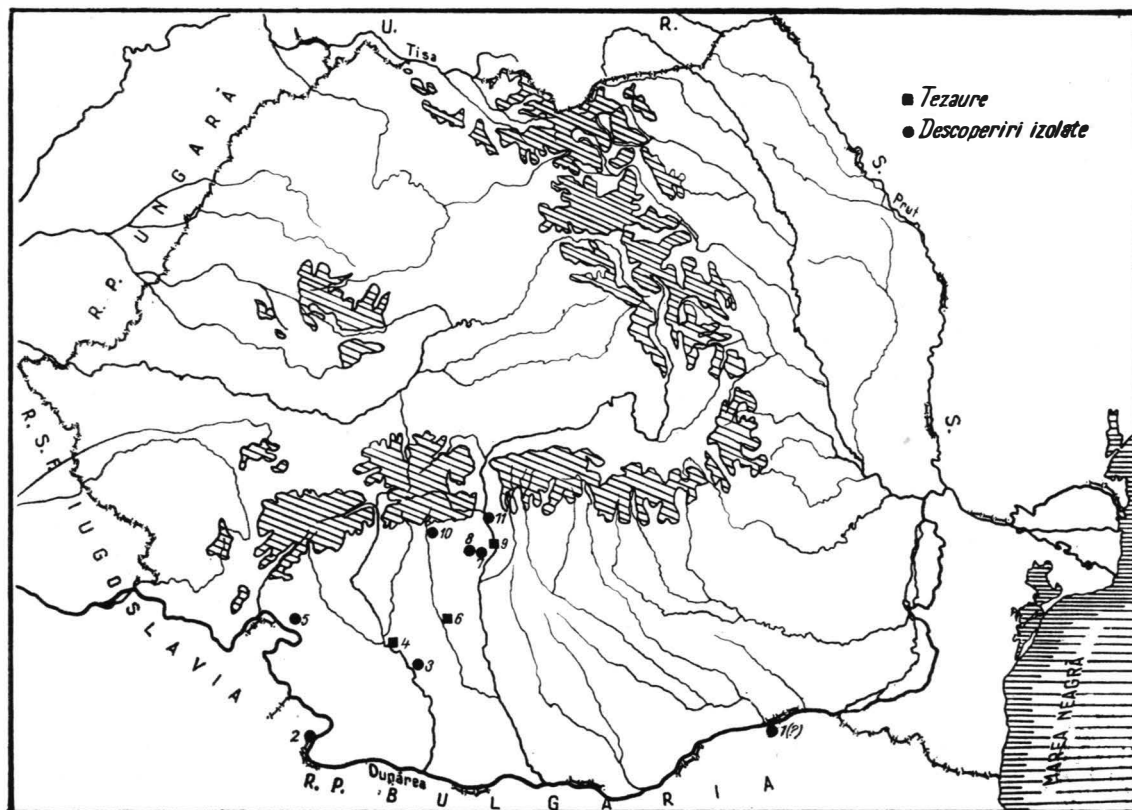 U. R. S. S.
Tisa
■ Tezaure
● Descoperiri izolate
R. P. UNGARĂ
Prut
R. S. F. IUGOSLAVIA
11
10
9
8
7
5
6
4
3
2
1(?)
Dunărea
R. P. BULGARIA
MAREA NEAGRĂ